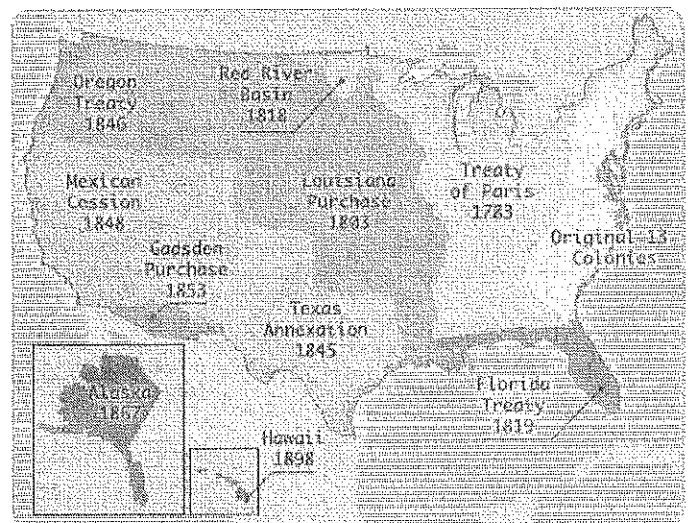 Oregon
Treaty
1846
Red River
Basin
1818
Mexican
Cession
1848
Louisiana
Purchase
1803
Treaty
of Paris
1783
Original 13
Colonies
Gadsden
Purchase
1853
Texas
Annexation
1845
Alaska
1867
Florida
Treaty
1819
Hawaii
1898